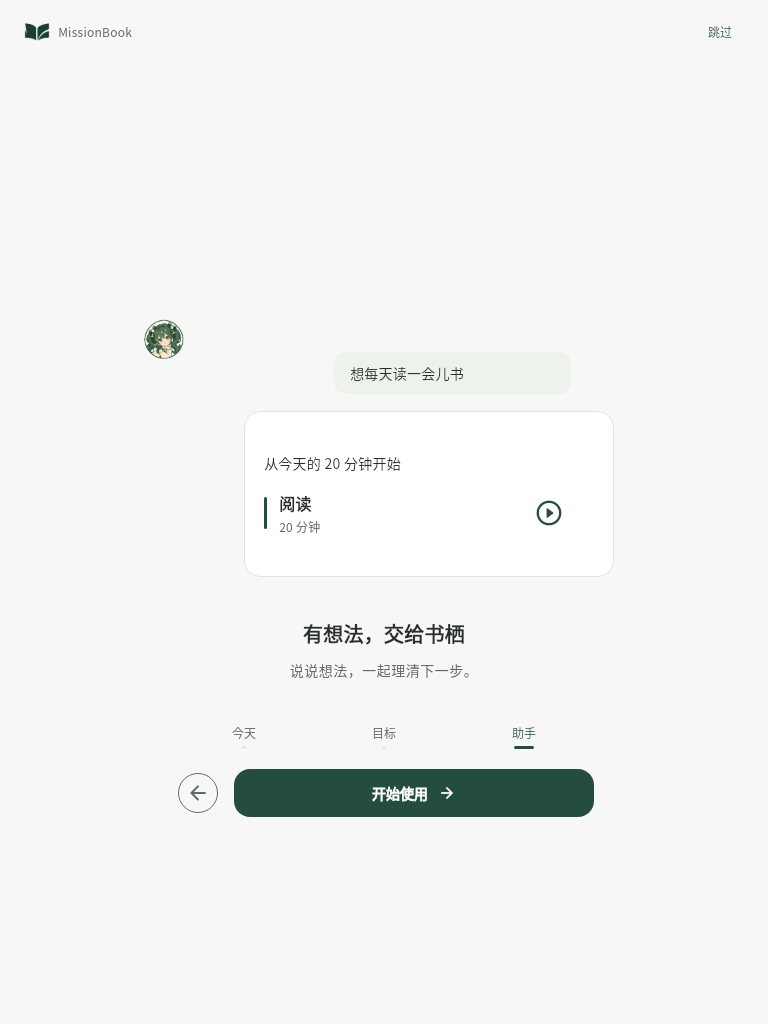 MissionBook
跳过
想每天读一会儿书
从今天的 20 分钟开始
阅读
20 分钟
有想法，交给书栖
说说想法，一起理清下一步。
今天
目标
助手
开始使用